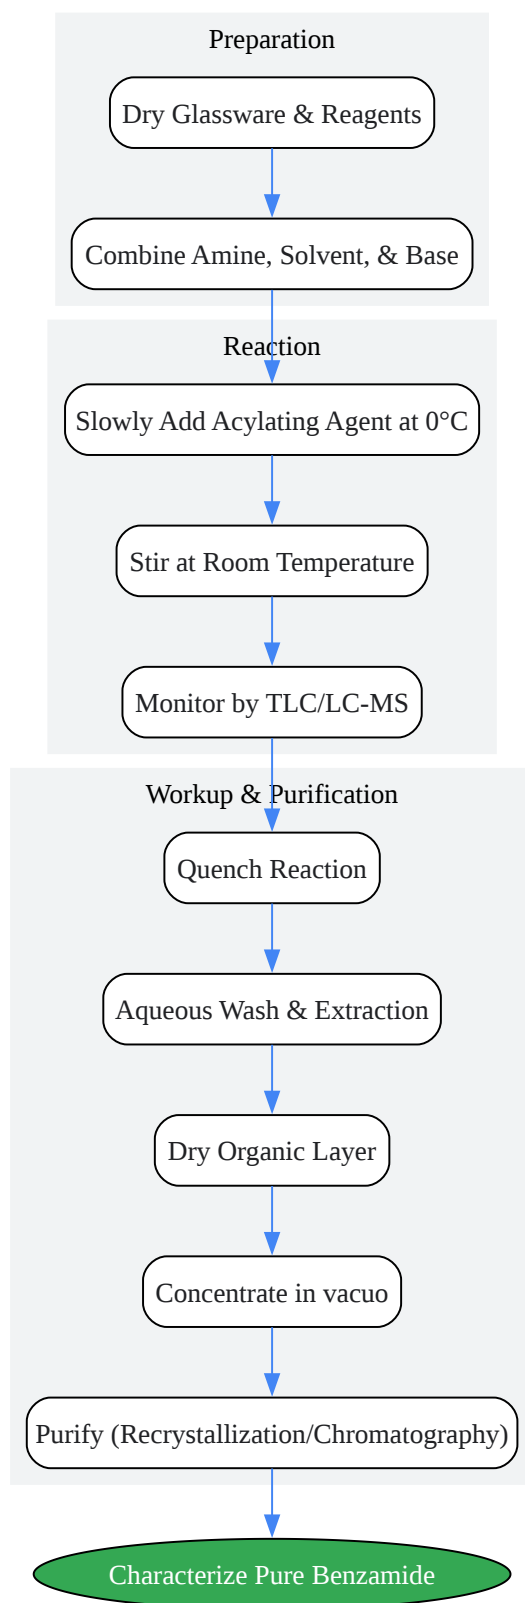 Preparation
Dry Glassware & Reagents
Combine Amine, Solvent, & Base
Reaction
Slowly Add Acylating Agent at 0°C
Stir at Room Temperature
Monitor by TLC/LC-MS
Workup & Purification
Quench Reaction
Aqueous Wash & Extraction
Dry Organic Layer
Concentrate in vacuo
Purify (Recrystallization/Chromatography)
Characterize Pure Benzamide